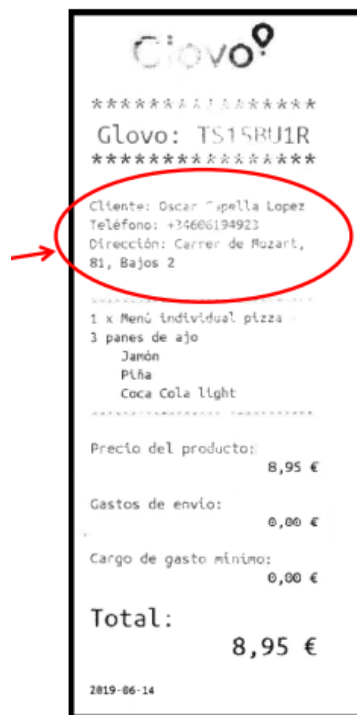 Glovo
*****************
Glovo: TS15BU1R
*****************
Cliente: Oscar Lopez
Teléfono: +34606194923
Dirección: Carrer de Mozart,
81, Bajos 2
1 x Menú individual pizza
3 panes de ajo
Jamón
Piña
Coca Cola light
Precio del producto:
8,95 €
Gastos de envío:
0,00 €
Cargo de gasto mínimo:
0,00 €
Total:
8,95 €
2019-06-14